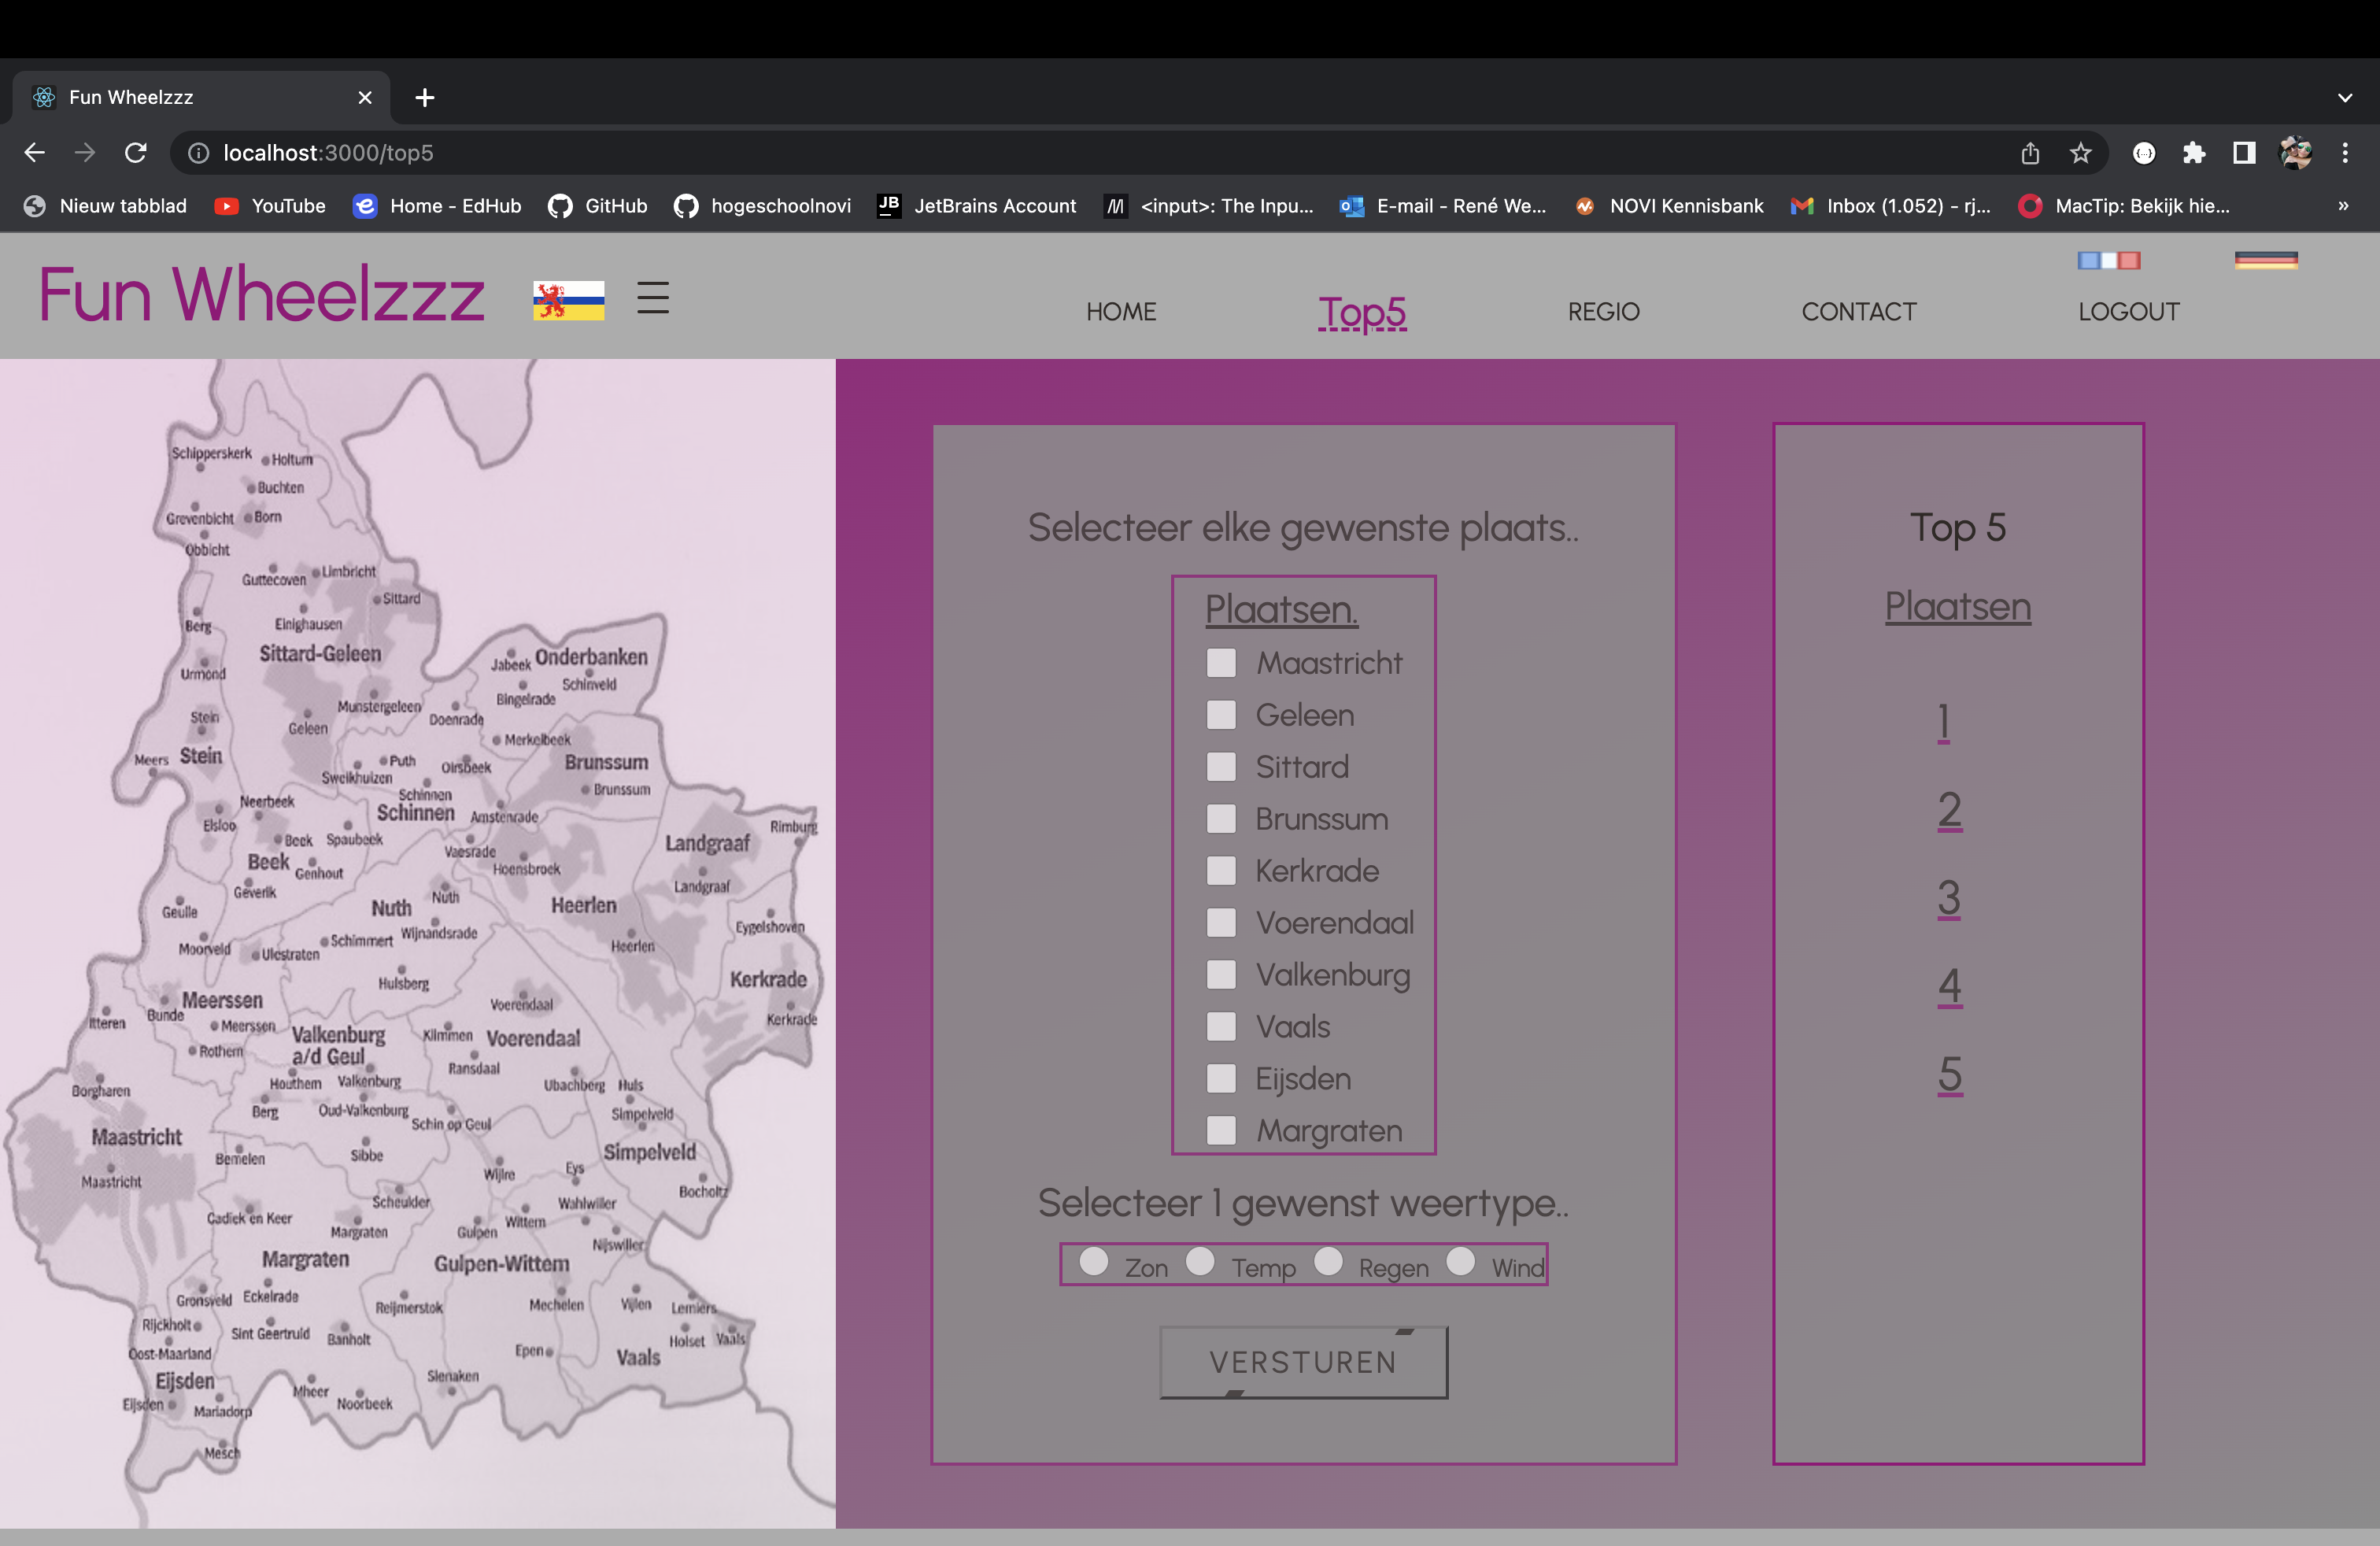 Fun Wheelzzz
localhost:3000/top5
Nieuw tabblad
YouTube
Home - EdHub
GitHub
hogeschoolnovi
JB
JetBrains Account
<input>: The Inpu...
E-mail - René We...
NOVI Kennisbank
Inbox (1.052) - rj...
MacTip: Bekijk hie...
»
Fun Wheelzzz
HOME
Top5
REGIO
CONTACT
LOGOUT
Schipperskerk
Holtum
Buchten
Grevenbicht
Born
Obbicht
Guttecoven
Limbricht
Sittard
Berg
Einighausen
Sittard-Geleen
Urmond
Jabeek
Onderbanken
Schinveld
Bingelrade
Munstergeleen
Doenrade
Stein
Geleen
Merkelbeek
Meers
Stein
Puth
Sweikhuizen
Oirsbeek
Brunssum
Brunssum
Schinnen
Schinnen
Amstenrade
Neerbeek
Elsloo
Beek
Spaubeek
Vaesrade
Landgraaf
Rimburg
Beek
Genhout
Geverik
Hoensbroek
Landgraaf
Nuth
Nuth
Heerlen
Geulle
Eygelshoven
Moorveld
Ulestraten
Schimmert
Wijnandsrade
Heerlen
Hulsberg
Kerkrade
Meerssen
Itteren
Bunde
Meerssen
Voerendaal
Kerkrade
Rothem
Valkenburg
a/d Geul
Klimmen
Voerendaal
Ransdaal
Borgharen
Houthem
Valkenburg
Ubachberg
Huls
Berg
Oud-Valkenburg
Schin op Geul
Simpelveld
Maastricht
Simpelveld
Maastricht
Bemelen
Sibbe
Wijlre
Eys
Bocholtz
Cadier en Keer
Scheulder
Wahlwiller
Margraten
Gulpen
Wittem
Nijswiller
Margraten
Gulpen-Wittem
Gronsveld
Eckelrade
Reijmerstok
Mechelen
Vijlen
Lemiers
Rijckholt
Sint Geertruid
Banholt
Holset
Vaals
Oost-Maarland
Epen
Vaals
Eijsden
Slenaken
Mheer
Noorbeek
Eijsden
Mariadorp
Mesch
Selecteer elke gewenste plaats..
Plaatsen.
Maastricht
Geleen
Sittard
Brunssum
Kerkrade
Voerendaal
Valkenburg
Vaals
Eijsden
Margraten
Selecteer 1 gewenst weertype..
Zon Temp Regen Wind
VERSTUREN
Top 5
Plaatsen
1
2
3
4
5